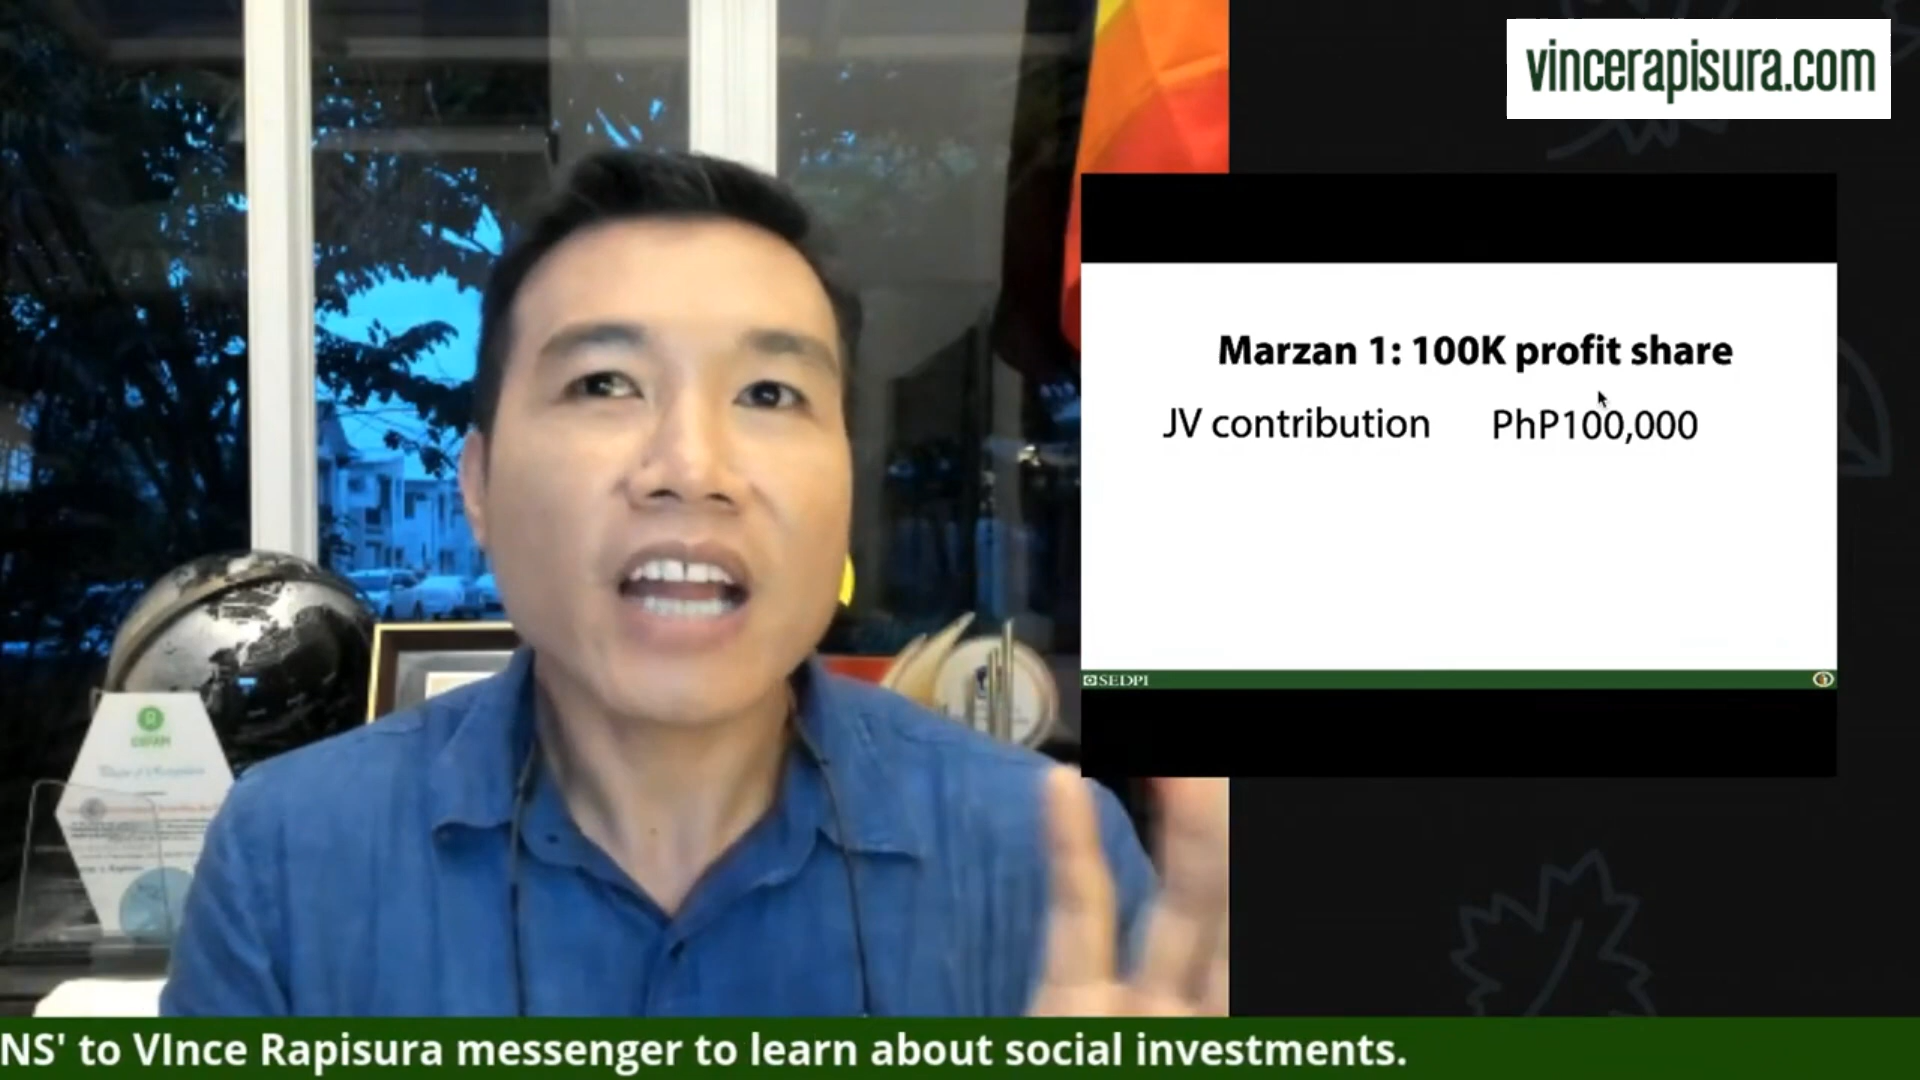 vincerapisura.com
Marzan 1: 100K profit share
JV contribution PhP100,000
SEDPI
NS' to VInce Rapisura messenger to learn about social investments.